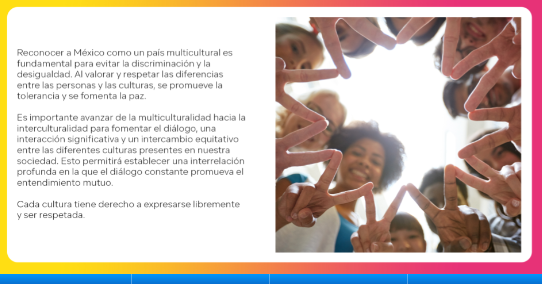 Reconocer a México como un país multicultural es
fundamental para evitar la discriminación y la
desigualdad. Al valorar y respetar las diferencias
entre las personas y las culturas, se promueve la
tolerancia y se fomenta la paz.
Es importante avanzar de la multiculturalidad hacia la
interculturalidad para fomentar el diálogo, una
interacción significativa y un intercambio equitativo
entre las diferentes culturas presentes en nuestra
sociedad. Esto permitirá establecer una interrelación
profunda en la que el diálogo constante promueva el
entendimiento mutuo.
Cada cultura tiene derecho a expresarse libremente
y ser respetada.